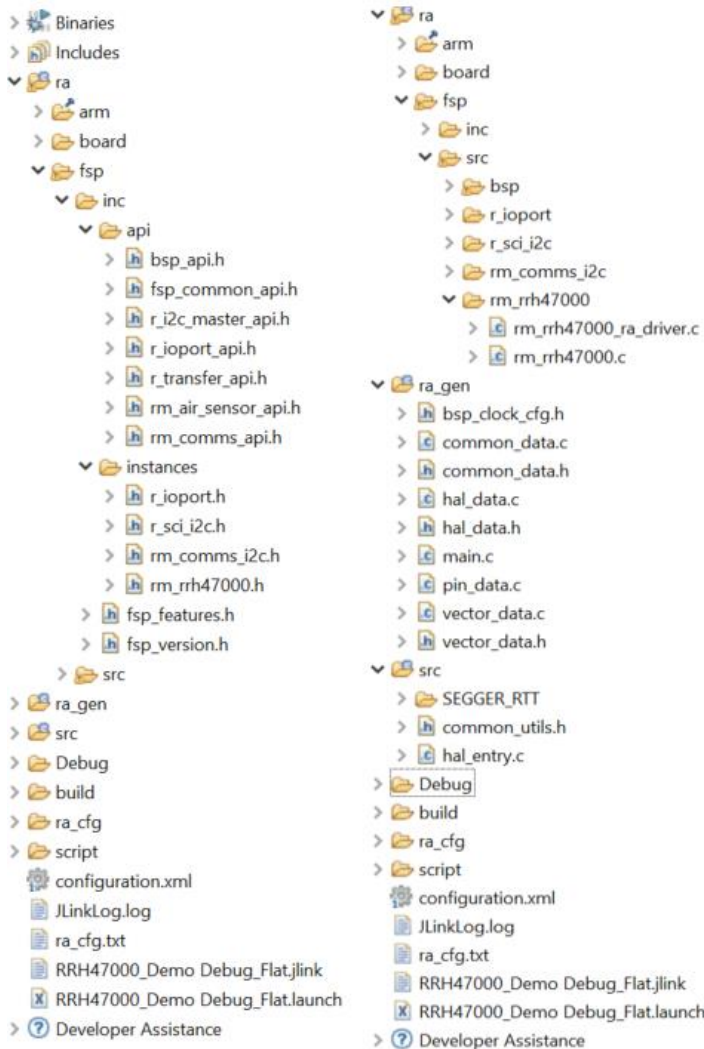 Binaries
Includes
ra
arm
board
fsp
inc
api
bsp_api.h
fsp_common_api.h
r_i2c_master_api.h
r_ioport_api.h
r_transfer_api.h
rm_air_sensor_api.h
rm_comms_api.h
instances
r_ioport.h
r_sci_i2c.h
rm_comms_i2c.h
rm_rrh47000.h
fsp_features.h
fsp_version.h
src
ra_gen
src
Debug
build
ra_cfg
script
configuration.xml
JLinkLog.log
ra_cfg.txt
RRH47000_Demo Debug_Flat.jlink
RRH47000_Demo Debug_Flat.launch
Developer Assistance
ra
arm
board
fsp
inc
src
bsp
r_ioport
r_sci_i2c
rm_comms_i2c
rm_rrh47000
rm_rrh47000_ra_driver.c
rm_rrh47000.c
ra_gen
bsp_clock_cfg.h
common_data.c
common_data.h
hal_data.c
hal_data.h
main.c
pin_data.c
vector_data.c
vector_data.h
src
SEGGER_RTT
common_utils.h
hal_entry.c
Debug
build
ra_cfg
script
configuration.xml
JLinkLog.log
ra_cfg.txt
RRH47000_Demo Debug_Flat.jlink
RRH47000_Demo Debug_Flat.launch
Developer Assistance